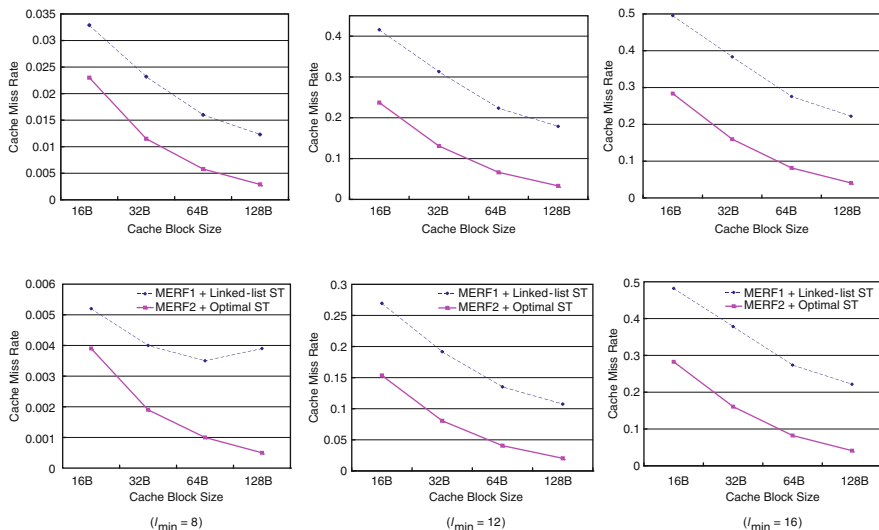 0.035
0.03
0.025
0.02
0.015
0.01
0.005
0
Cache Miss Rate
16B 32B 64B 128B
Cache Block Size
0.4
0.3
0.2
0.1
0
Cache Miss Rate
16B 32B 64B 128B
Cache Block Size
0.5
0.4
0.3
0.2
0.1
0
Cache Miss Rate
16B 32B 64B 128B
Cache Block Size
0.006
0.005
0.004
0.003
0.002
0.001
0.000
Cache Miss Rate
MERF1 + Linked-list ST
MERF2 + Optimal ST
16B 32B 64B 128B
Cache Block Size
(l min = 8)
0.3
0.25
0.2
0.15
0.1
0.05
0
Cache Miss Rate
MERF1 + Linked-list ST
MERF2 + Optimal ST
16B 32B 64B 128B
Cache Block Size
(l min = 12)
0.5
0.4
0.3
0.2
0.1
0
Cache Miss Rate
MERF1 + Linked-list ST
MERF2 + Optimal ST
16B 32B 64B 128B
Cache Block Size
(l min = 16)